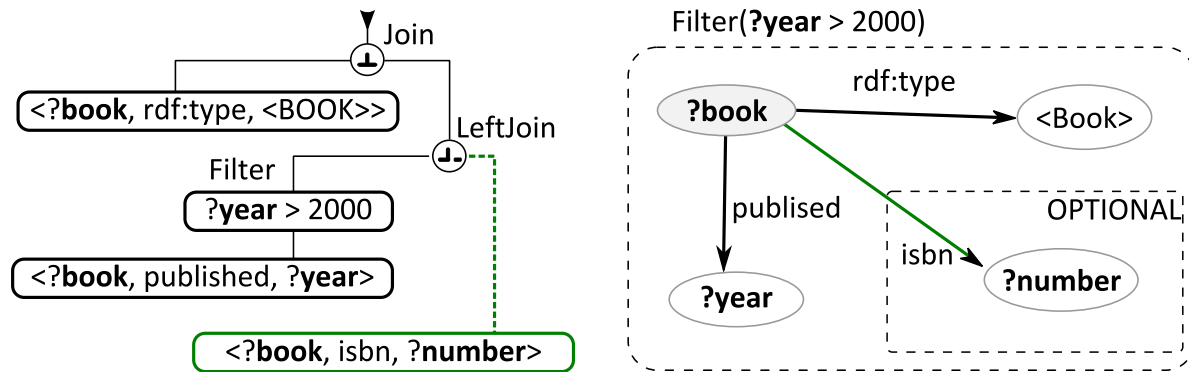 Join
<?book, rdf:type, <BOOK>>
LeftJoin
Filter
?year > 2000
<?book, published, ?year>
<?book, isbn, ?number>
Filter(?year > 2000)
rdf:type
?book
<Book>
publised
OPTIONAL
isbn
?number
?year